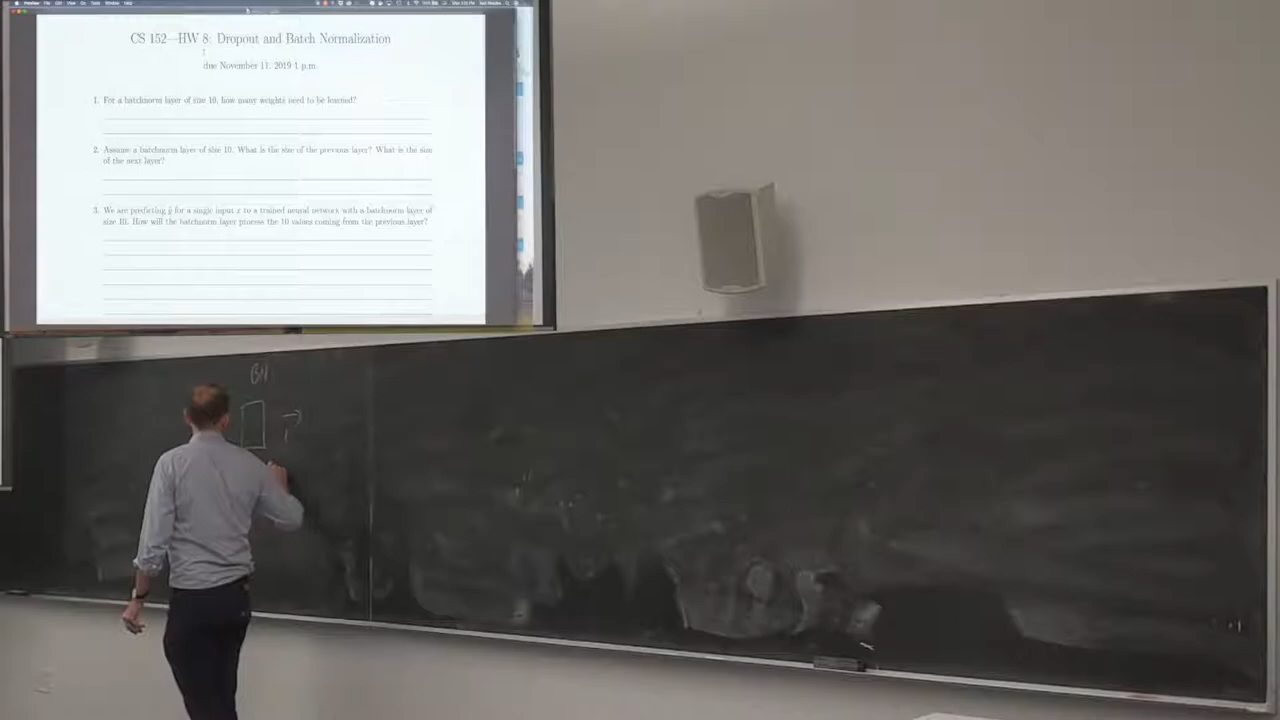 CS 152—HW 8: Dropout and Batch Normalization
due November 11, 2019 1 p.m.
1. For a batchnorm layer of size 10, how many weights need to be learned?
2. Assume a batchnorm layer of size 10. What is the size of the previous layer? What is the size
of the next layer?
3. We are predicting ŷ for a single input x to a trained neural network with a batchnorm layer of
size 10. How will the batchnorm layer process the 10 values coming from the previous layer?